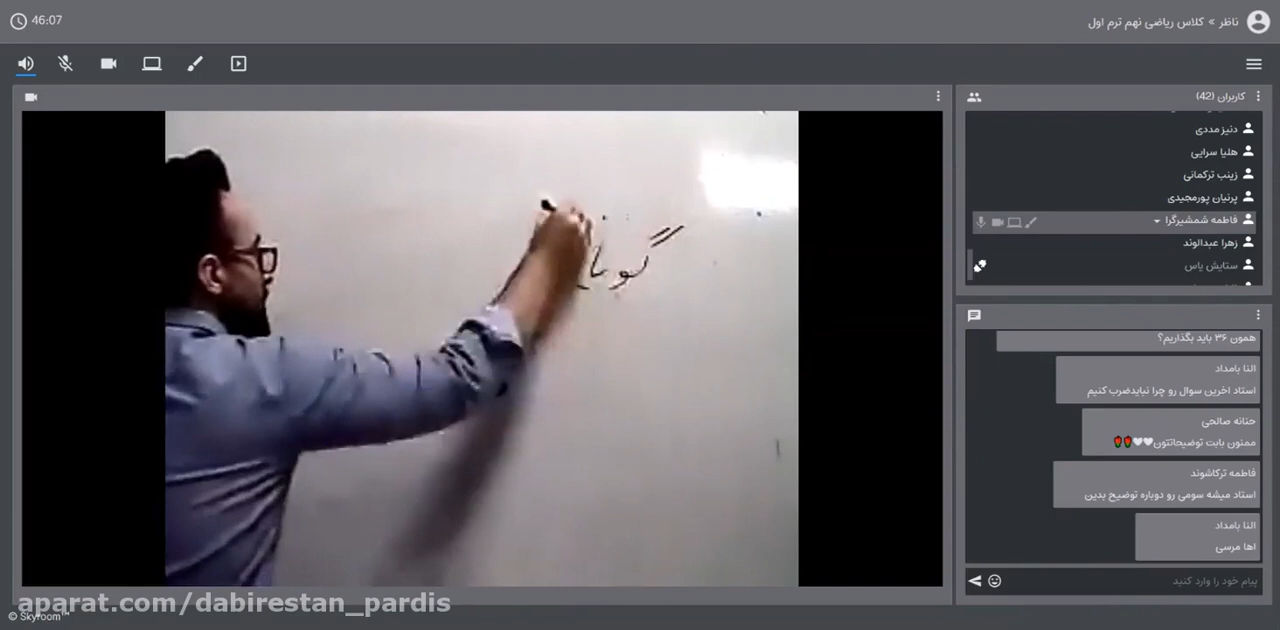 46:07
ناظر » کلاس ریاضی نهم ترم اول
کاربران (42)
دنیز مددی
هلیا سرایی
زینب ترکمانی
پرنیان پورمجیدی
فاطمه شمشیرگرا
زهرا عبدالوند
ستایش یاس
همون ۳۶ باید بگذاریم؟
النا بامداد
استاد اخرین سوال رو چرا نبایدضرب کنیم
حنانه صالحی
ممنون بابت توضیحاتتون🤍🤍🌹🌹
فاطمه ترکاشوند
استاد میشه سومی رو دوباره توضیح بدین
النا بامداد
اها مرسی
پیام خود را وارد کنید
aparat.com/dabirestan_pardis
© Skyroom™